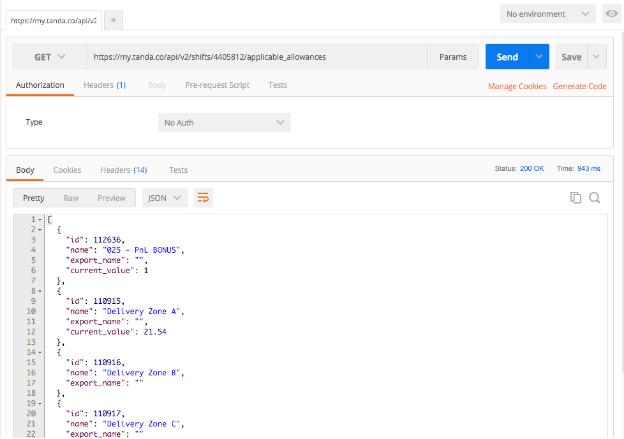 https://my.tanda.co/api/v2
+
No environment
GET
https://my.tanda.co/api/v2/shifts/4405812/applicable_allowances
Params
Send
Save
Authorization
Headers (1)
Body
Pre-request Script
Tests
Manage Cookies
Generate Code
Type
No Auth
Body
Cookies
Headers (14)
Tests
Status: 200 OK
Time: 943 ms
Pretty
Raw
Preview
JSON
1 [
2 {
3 "id": 112636,
4 "name": "025 - PnL BONUS",
5 "export_name": "",
6 "current_value": 1
7 },
8 {
9 "id": 110915,
10 "name": "Delivery Zone A",
11 "export_name": "",
12 "current_value": 21.54
13 },
14 {
15 "id": 110916,
16 "name": "Delivery Zone B",
17 "export_name": ""
18 },
19 {
20 "id": 110917,
21 "name": "Delivery Zone C",
22 "export_name": ""